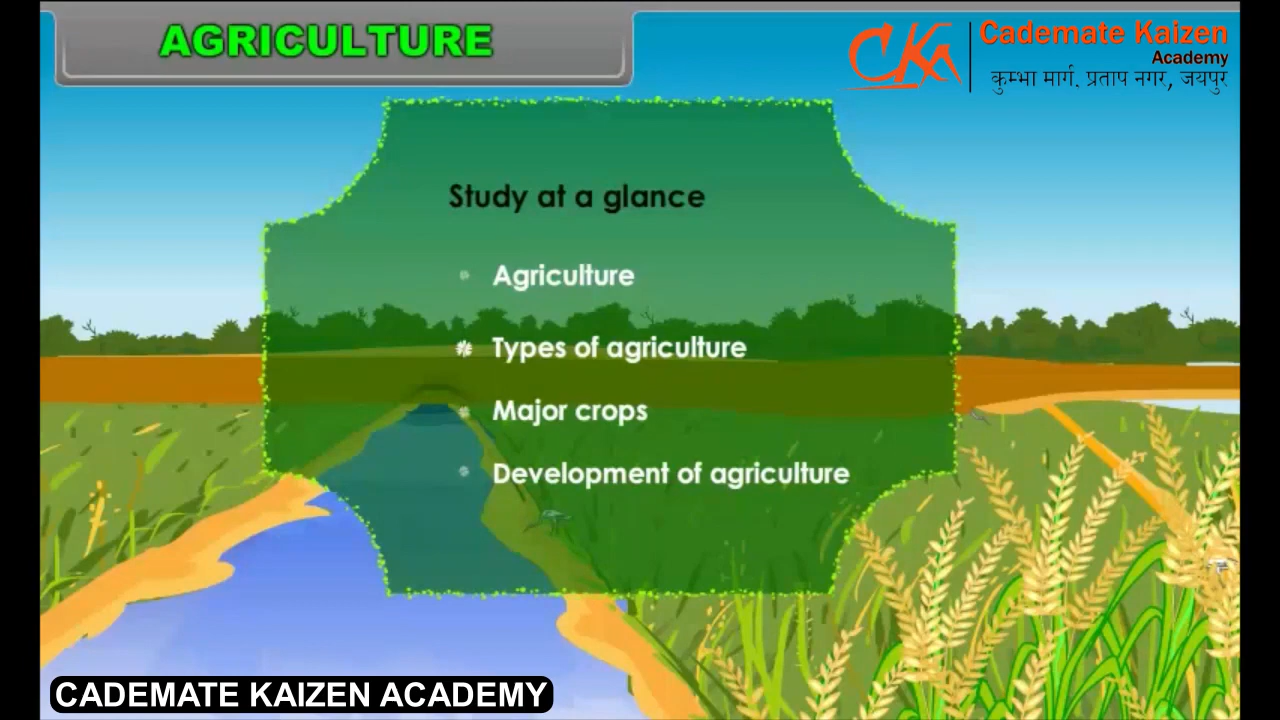 AGRICULTURE
CKA
Cademate Kaizen
Academy
कुम्भा मार्ग, प्रताप नगर, जयपुर
Study at a glance
Agriculture
Types of agriculture
Major crops
Development of agriculture
CADEMATE KAIZEN ACADEMY